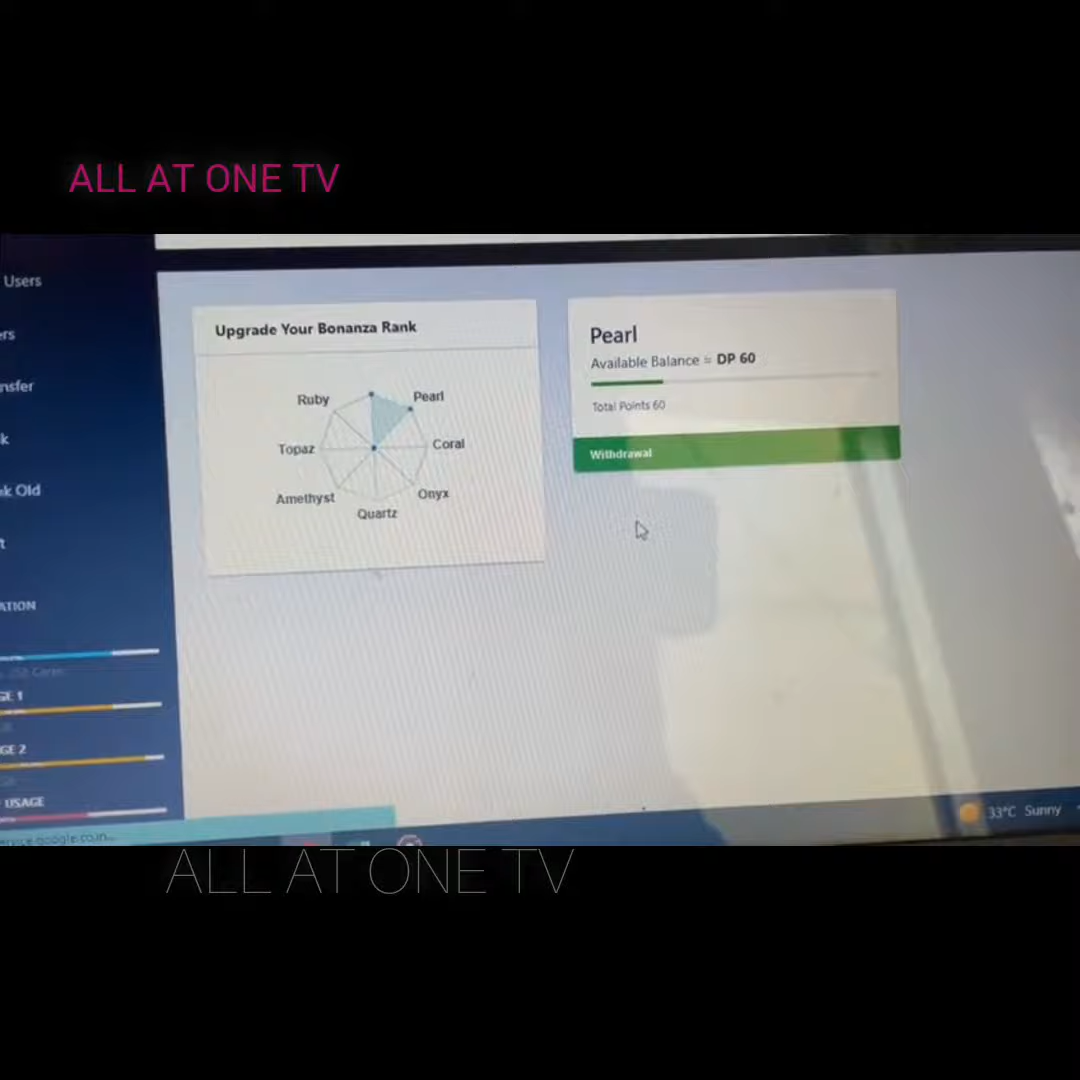 ALL AT ONE TV
Users
ers
nsfer
k
nk Old
t
ATION
GE 1
GE 2
USAGE
Upgrade Your Bonanza Rank
Ruby
Pearl
Topaz
Coral
Amethyst
Onyx
Quartz
Pearl
Available Balance = DP 60
Total Points 60
Withdrawal
33°C Sunny
ALL AT ONE TV